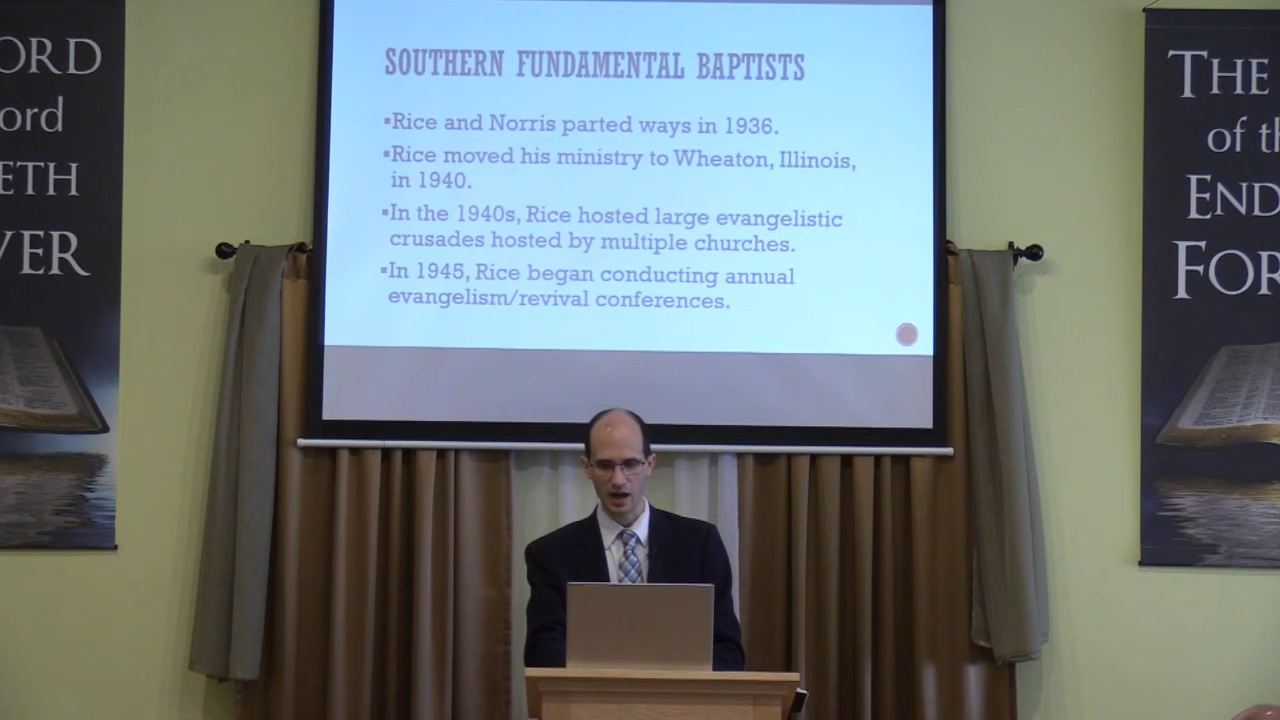 ORD
ord
ETH
VER
SOUTHERN FUNDAMENTAL BAPTISTS
▪Rice and Norris parted ways in 1936.
▪Rice moved his ministry to Wheaton, Illinois,
in 1940.
▪In the 1940s, Rice hosted large evangelistic
crusades hosted by multiple churches.
▪In 1945, Rice began conducting annual
evangelism/revival conferences.
THE
of th
END
FOR